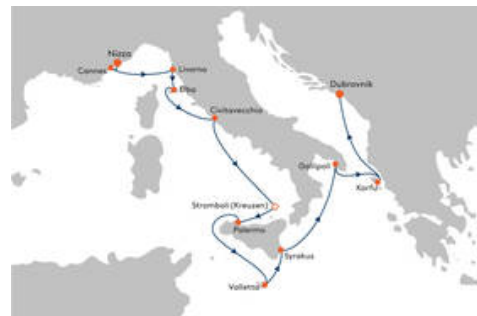 Nizza
Cannes
Livorno
Elba
Civitavecchia
Dubrovnik
Gallipoli
Korfu
Stromboli (Kreuzen)
Palermo
Syrakus
Valletta